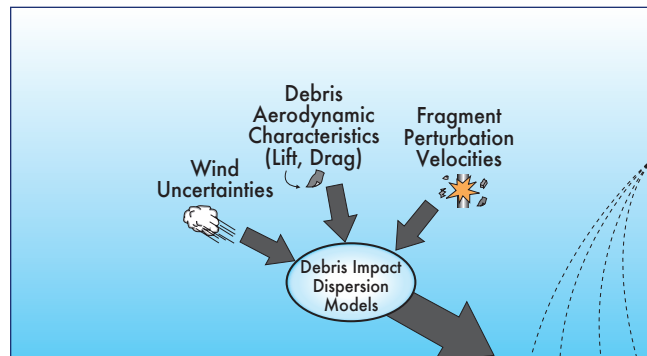 Debris
Aerodynamic
Characteristics
(Lift, Drag)
Fragment
Perturbation
Velocities
Wind
Uncertainties
Debris Impact
Dispersion
Models